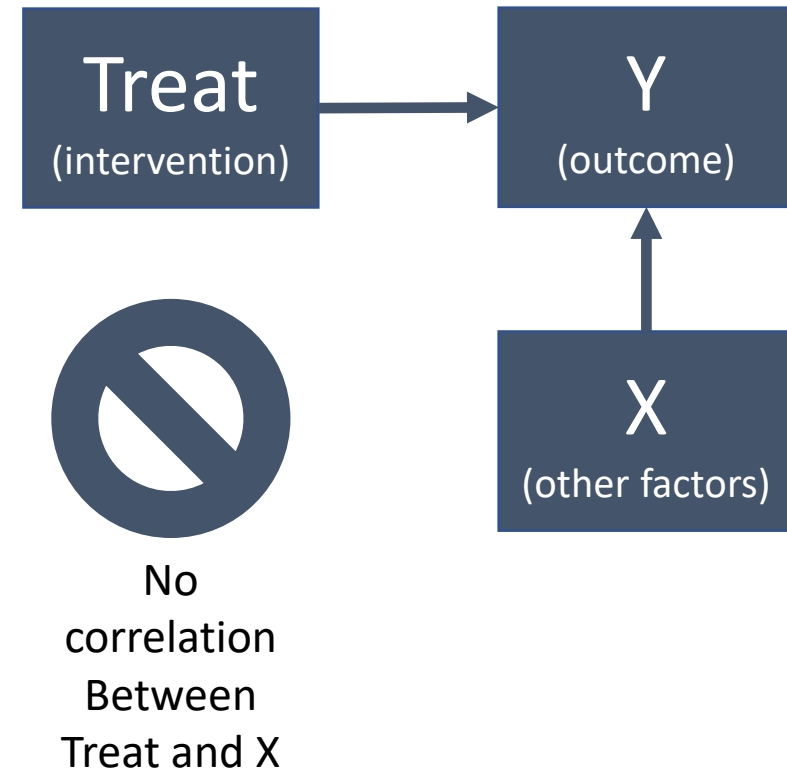 Treat
(intervention)
Y
(outcome)
X
(other factors)
No
correlation
Between
Treat and X